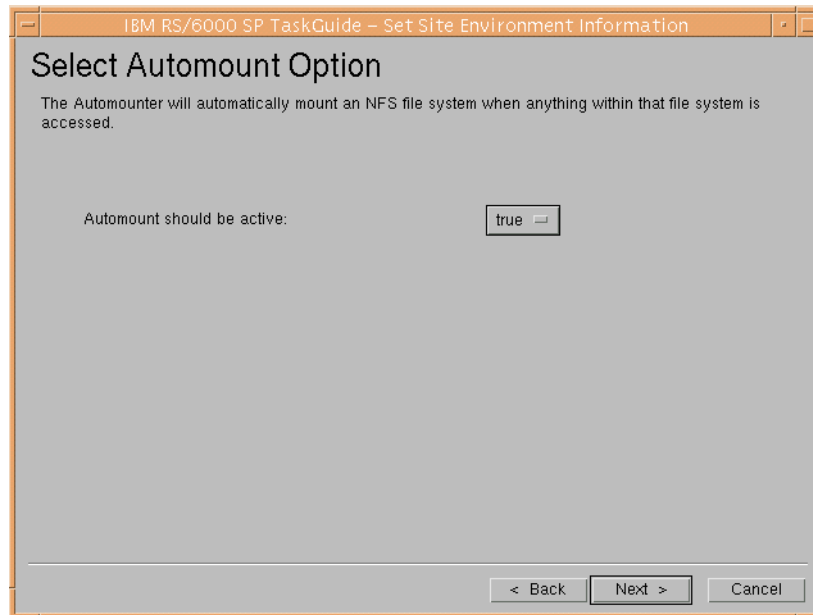 IBM RS/6000 SP TaskGuide – Set Site Environment Information
Select Automount Option
The Automounter will automatically mount an NFS file system when anything within that file system is
accessed.
Automount should be active:
true
< Back
Next >
Cancel